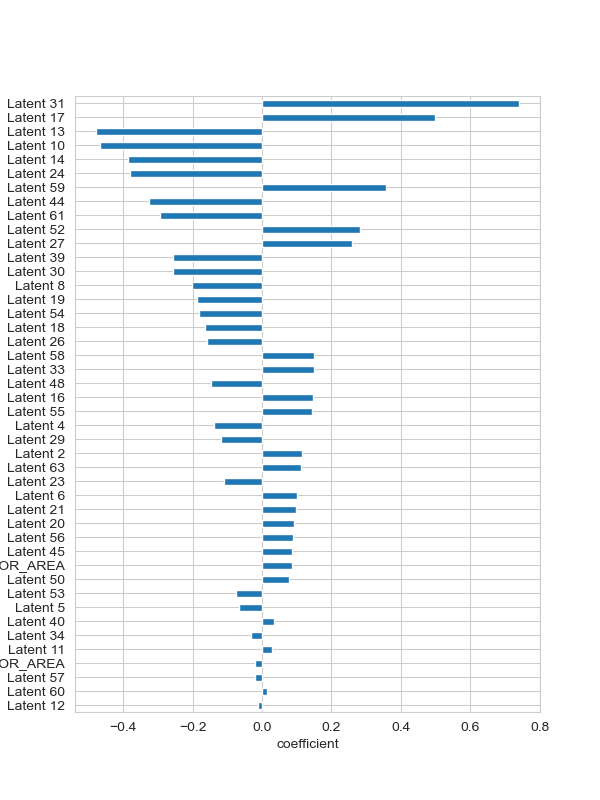 Latent 31
Latent 17
Latent 13
Latent 10
Latent 14
Latent 24
Latent 59
Latent 44
Latent 61
Latent 52
Latent 27
Latent 39
Latent 30
Latent 8
Latent 19
Latent 54
Latent 18
Latent 26
Latent 58
Latent 33
Latent 48
Latent 16
Latent 55
Latent 4
Latent 29
Latent 2
Latent 63
Latent 23
Latent 6
Latent 21
Latent 20
Latent 56
Latent 45
OR_AREA
Latent 50
Latent 53
Latent 5
Latent 40
Latent 34
Latent 11
OR_AREA
Latent 57
Latent 60
Latent 12
−0.4 −0.2 0.0 0.2 0.4 0.6 0.8
coefficient